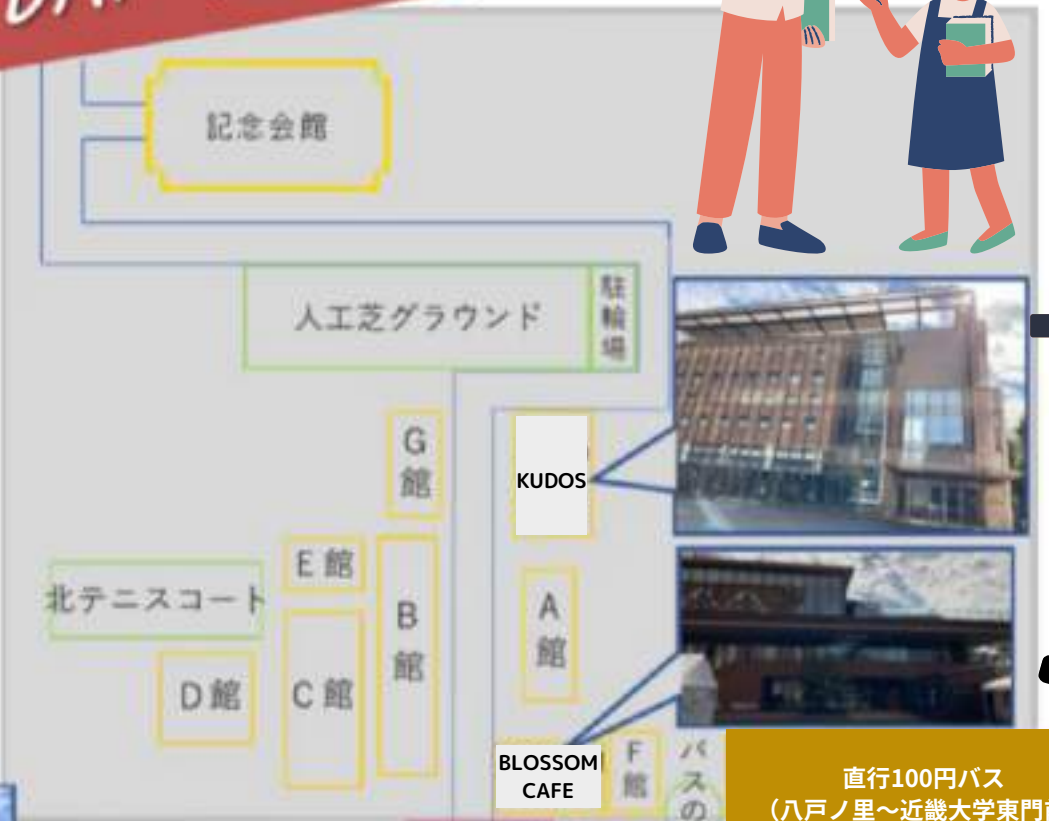 記念会館
人工芝グラウンド
駐輪場
G館
KUDOS
E館
B館
北テニスコート
A館
D館
C館
BLOSSOM
CAFE
F館
バスの
直行100円バス
（八戸ノ里～近畿大学東門